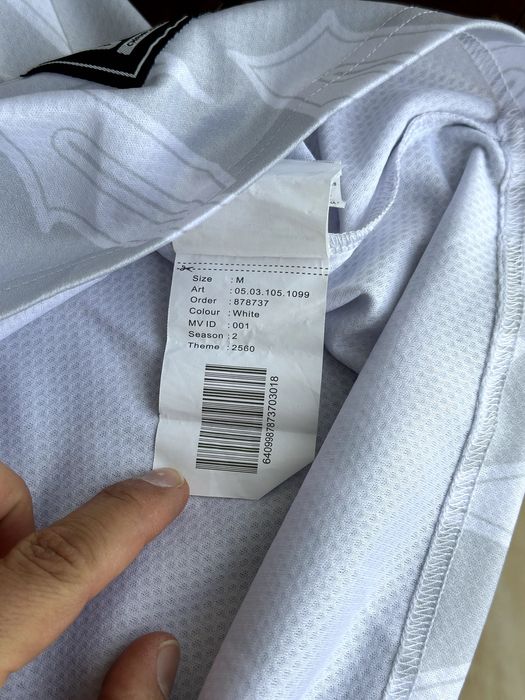 Size : M
Art : 05.03.105.1099
Order : 878737
Colour : White
MV ID : 001
Season : 2
Theme : 2560
6409987873703018